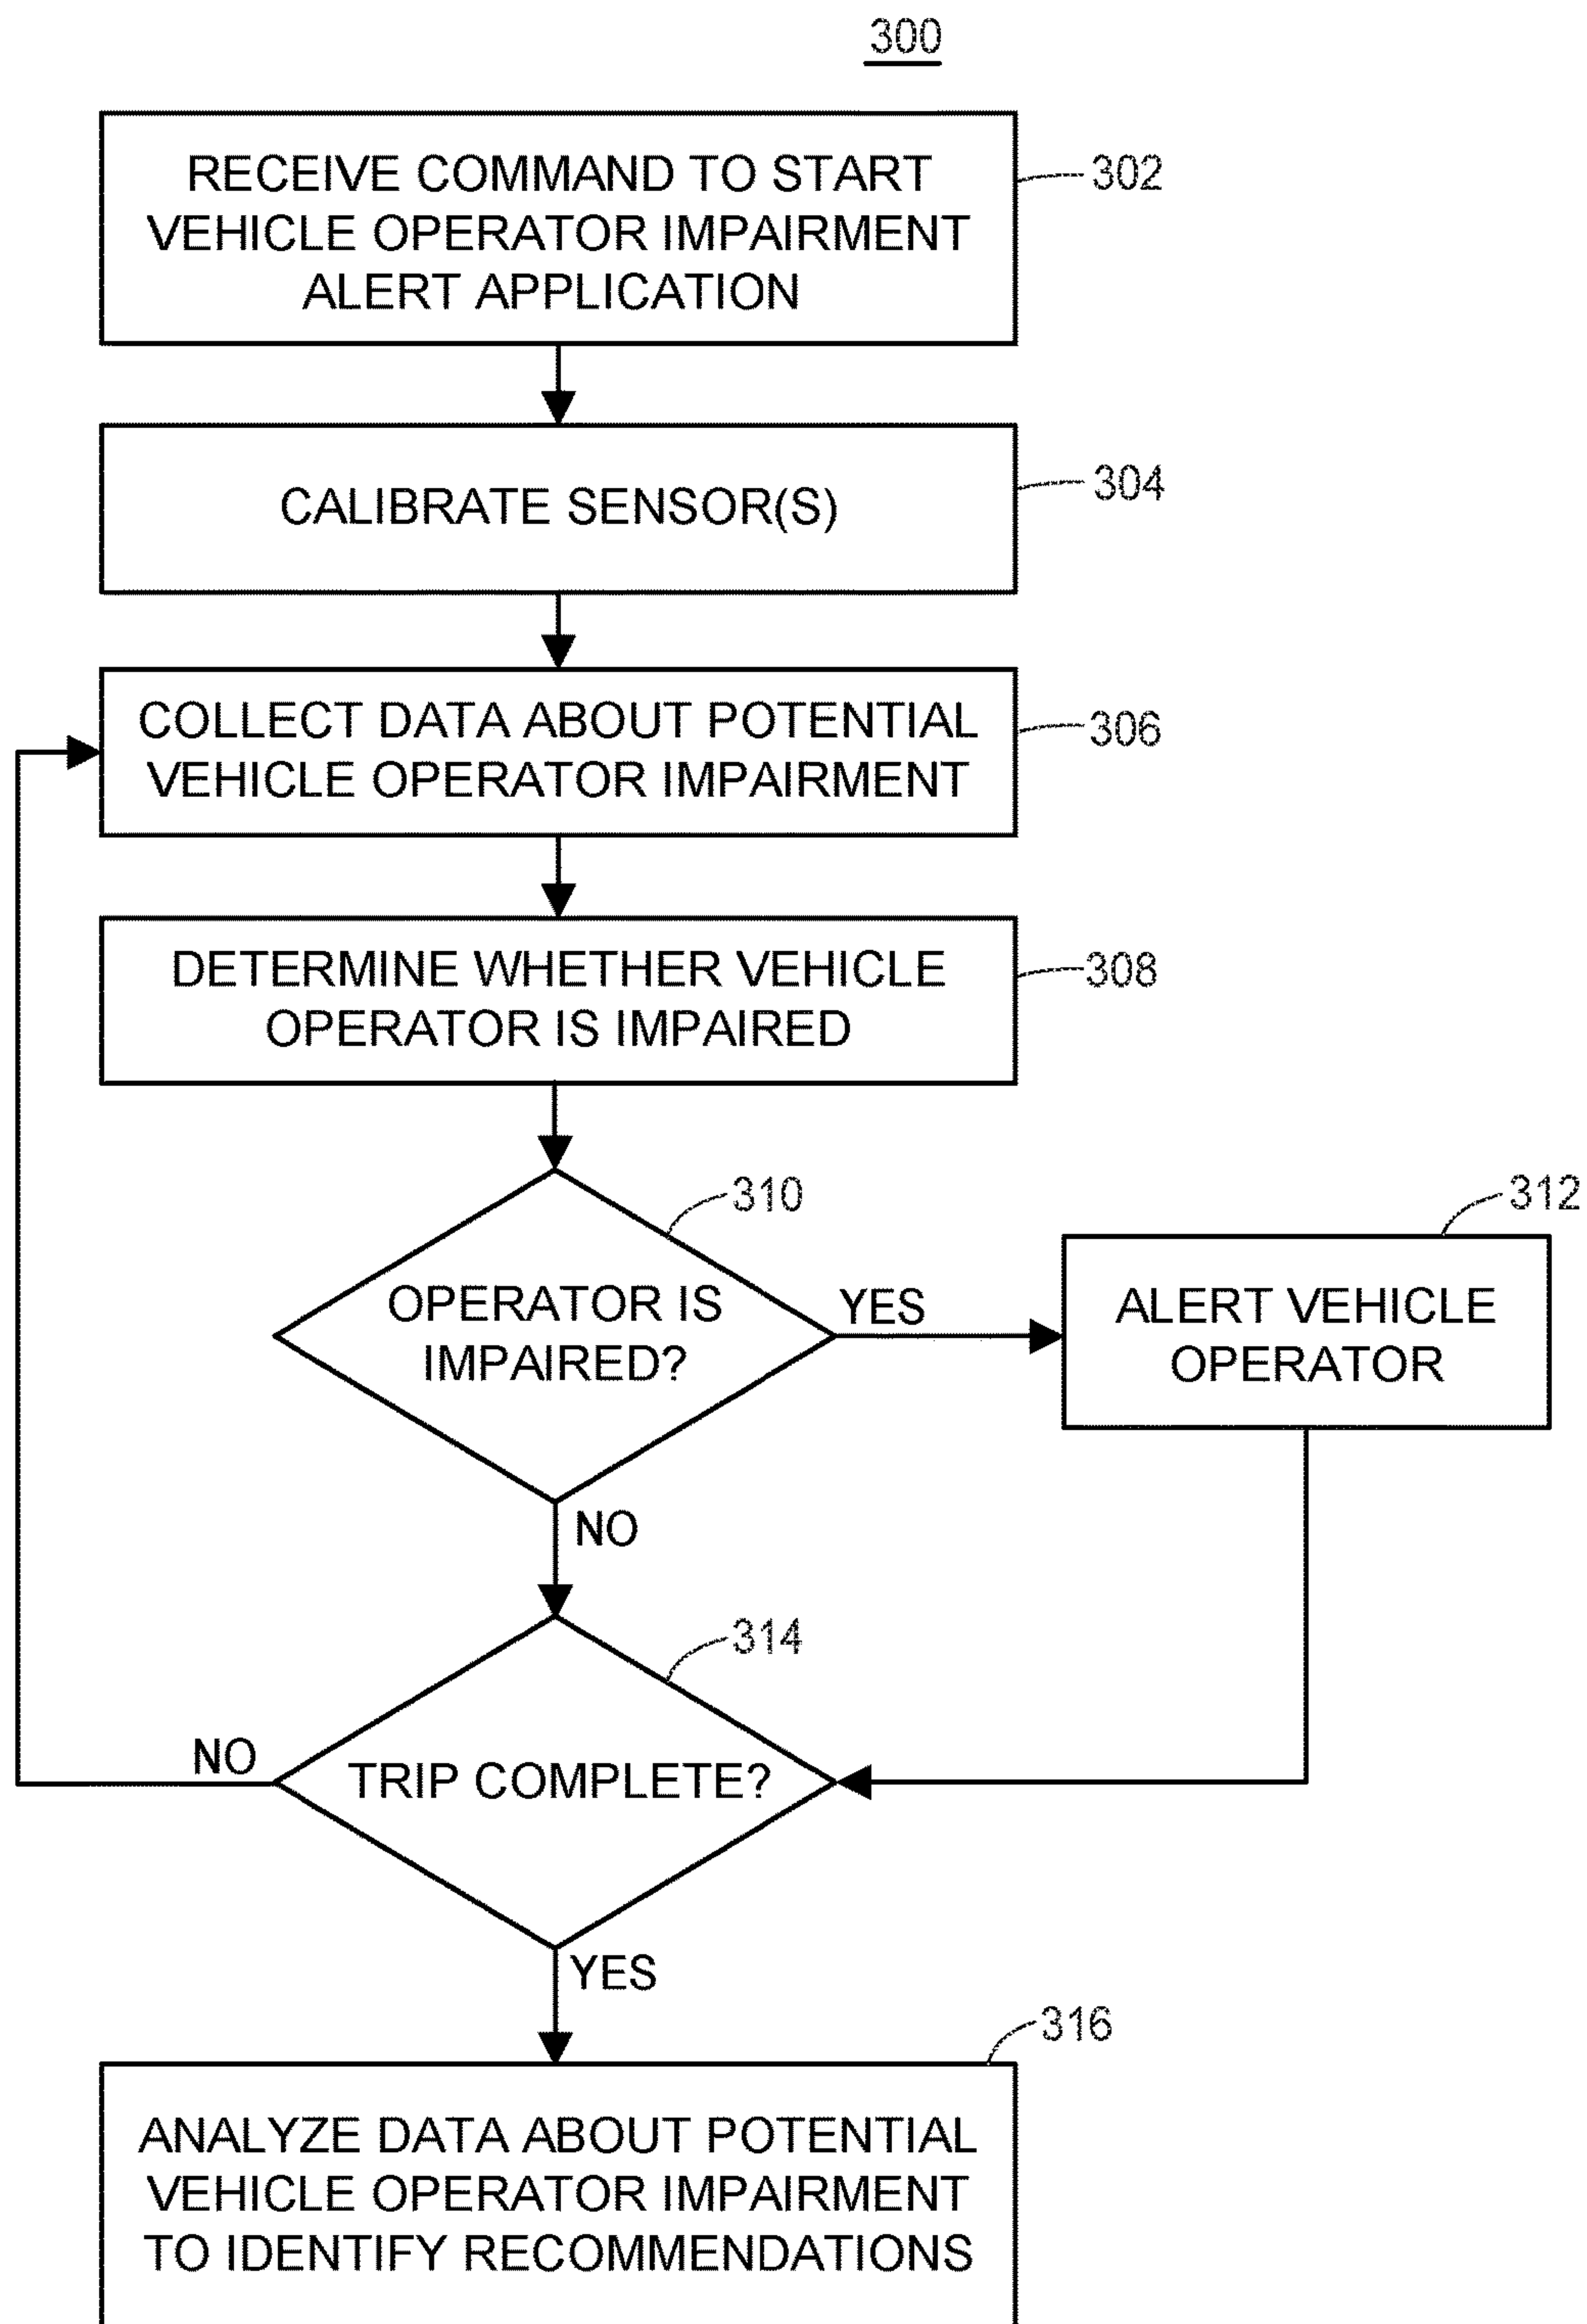 300
RECEIVE COMMAND TO START
VEHICLE OPERATOR IMPAIRMENT
ALERT APPLICATION
302
CALIBRATE SENSOR(S)
304
COLLECT DATA ABOUT POTENTIAL
VEHICLE OPERATOR IMPAIRMENT
306
DETERMINE WHETHER VEHICLE
OPERATOR IS IMPAIRED
308
310
OPERATOR IS
IMPAIRED?
YES
312
ALERT VEHICLE
OPERATOR
NO
314
TRIP COMPLETE?
NO
YES
316
ANALYZE DATA ABOUT POTENTIAL
VEHICLE OPERATOR IMPAIRMENT
TO IDENTIFY RECOMMENDATIONS